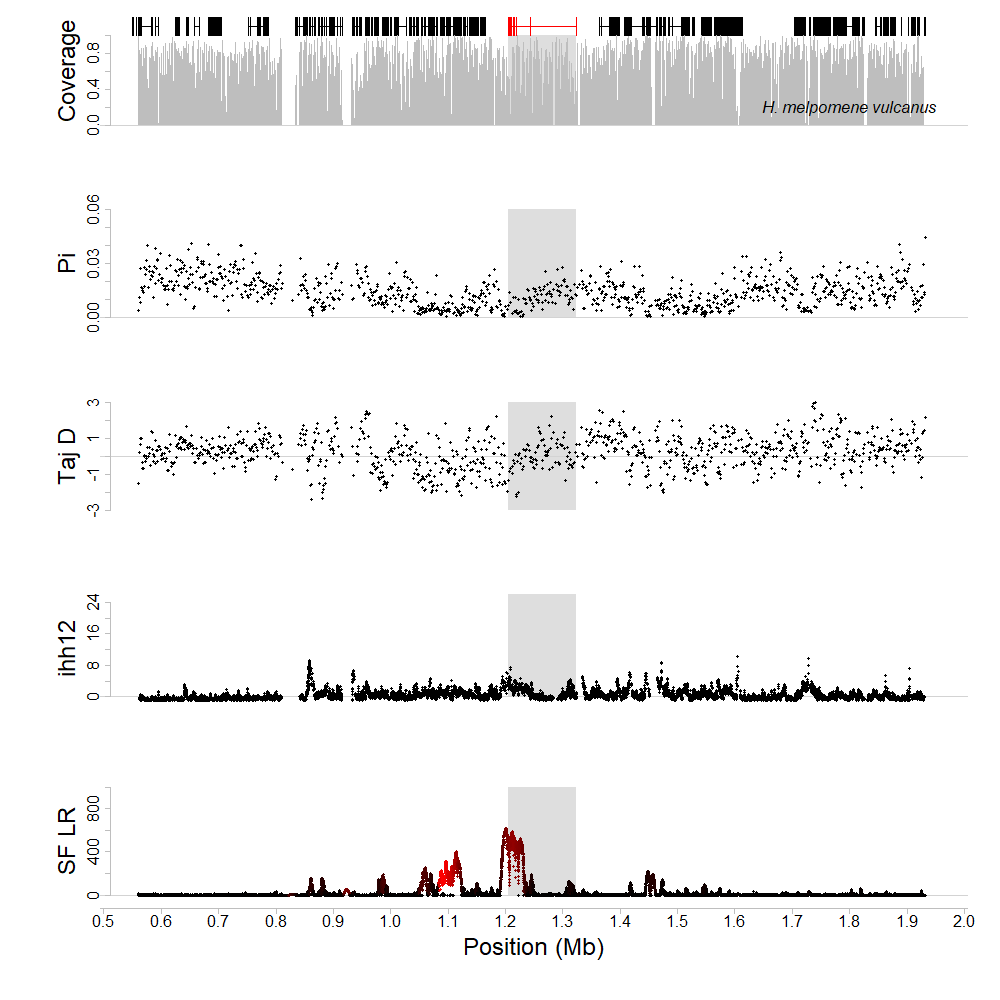 Coverage
0.0 0.4 0.8
H. melpomene vulcanus
Pi
0.00 0.03 0.06
Taj D
-3 -1 1 3
ihh12
0 8 16 24
SF LR
0 400 800
0.5 0.6 0.7 0.8 0.9 1.0 1.1 1.2 1.3 1.4 1.5 1.6 1.7 1.8 1.9 2.0
Position (Mb)